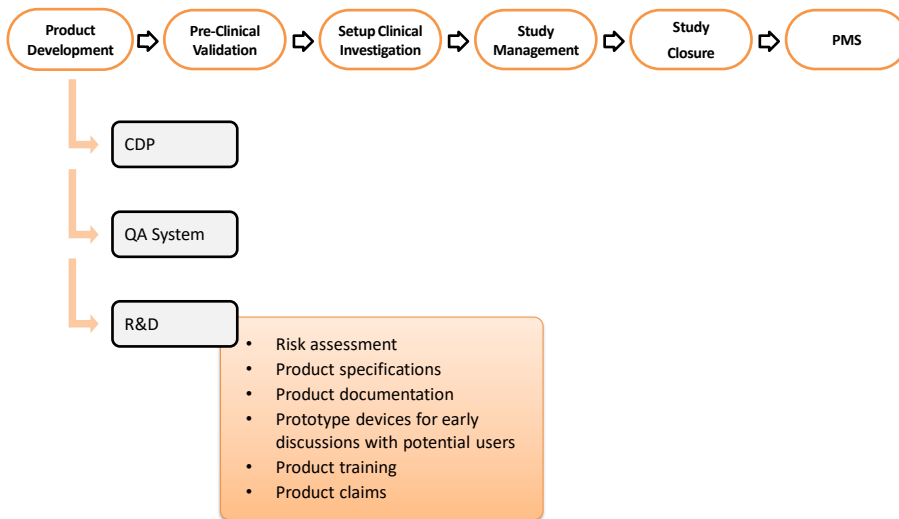 Product
Development
Pre-Clinical
Validation
Setup Clinical
Investigation
Study
Management
Study
Closure
PMS
CDP
QA System
R&D
• Risk assessment
• Product specifications
• Product documentation
• Prototype devices for early
discussions with potential users
• Product training
• Product claims